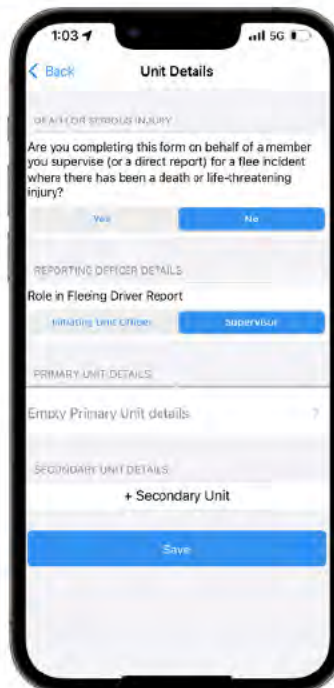 1:03
5G
Back
Unit Details
DEATH OR SERIOUS INJURY
Are you completing this form on behalf of a member
you supervise (or a direct report) for a flee incident
where there has been a death or life-threatening
injury?
Yes
No
REPORTING OFFICER DETAILS
Role in Fleeing Driver Report
Initiating Unit Officer
Supervisor
PRIMARY UNIT DETAILS
Empty Primary Unit details
SECONDARY UNIT DETAILS
+ Secondary Unit
Save